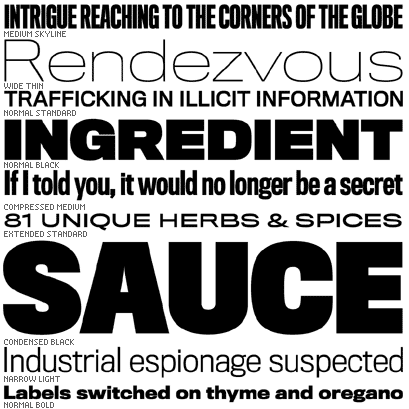 INTRIGUE REACHING TO THE CORNERS OF THE GLOBE
MEDIUM SKYLINE
Rendezvous
WIDE THIN
TRAFFICKING IN ILLICIT INFORMATION
NORMAL STANDARD
INGREDIENT
NORMAL BLACK
If I told you, it would no longer be a secret
COMPRESSED MEDIUM
81 UNIQUE HERBS & SPICES
EXTENDED STANDARD
SAUCE
CONDENSED BLACK
Industrial espionage suspected
NARROW LIGHT
Labels switched on thyme and oregano
NORMAL BOLD